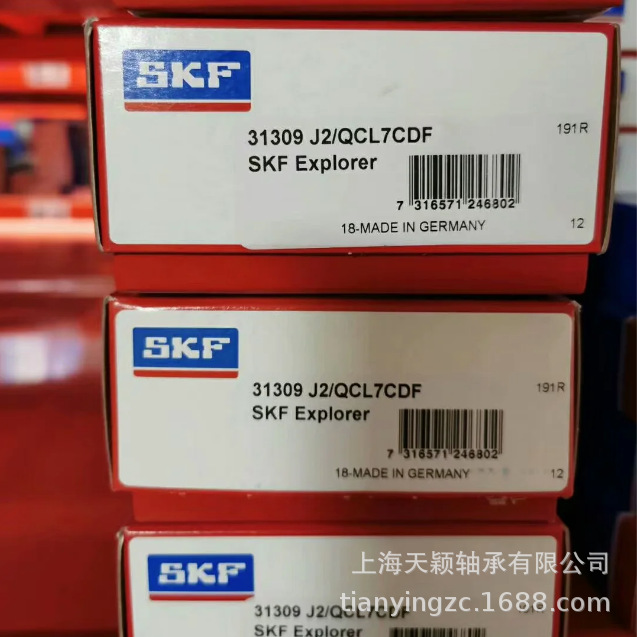 SKF
31309 J2/QCL7CDF
191R
SKF Explorer
7 316571 246802
18-MADE IN GERMANY
12
SKF
31309 J2/QCL7CDF
191R
SKF Explorer
7 316571 246802
18-MADE IN GERMANY
12
SKF
上海天颖轴承有限公司
31309 J2/QCL7CDF
tianyingzc.1688.com
SKF Explorer